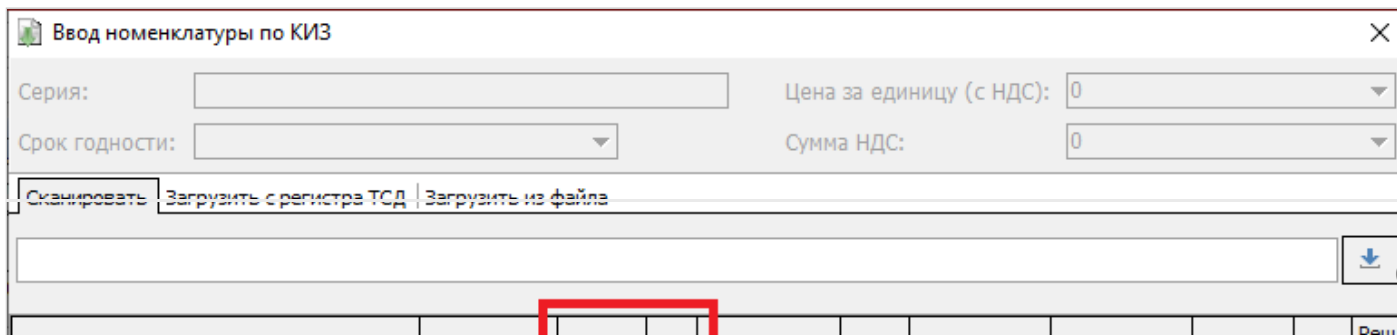 Ввод номенклатуры по КИЗ
Серия: Цена за единицу (с НДС): 0
Срок годности: Сумма НДС: 0
Сканировать Загрузить с регистра ТСД Загрузить из файла